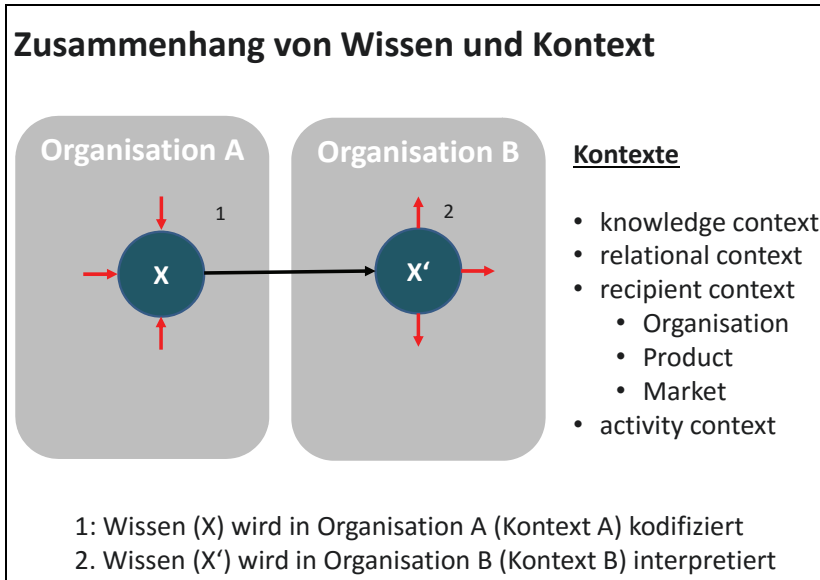 Zusammenhang von Wissen und Kontext
Organisation A
1
X
Organisation B
2
X‘
Kontexte
• knowledge context
• relational context
• recipient context
• Organisation
• Product
• Market
• activity context
1: Wissen (X) wird in Organisation A (Kontext A) kodifiziert
2. Wissen (X‘) wird in Organisation B (Kontext B) interpretiert